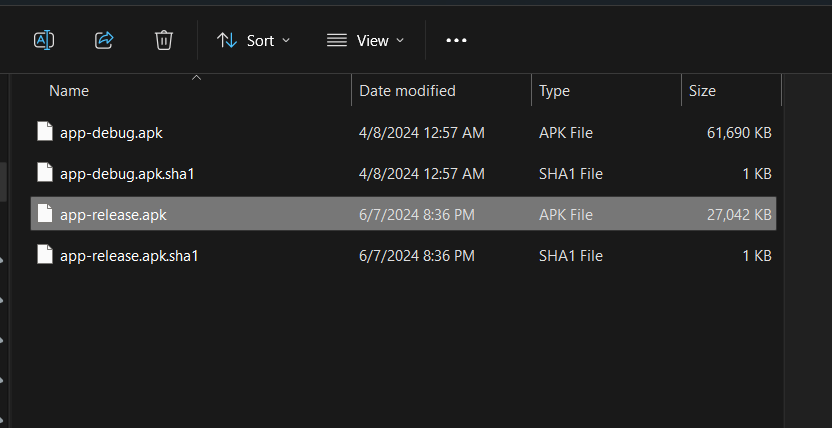 Sort View
Name Date modified Type Size
app-debug.apk 4/8/2024 12:57 AM APK File 61,690 KB
app-debug.apk.sha1 4/8/2024 12:57 AM SHA1 File 1 KB
app-release.apk 6/7/2024 8:36 PM APK File 27,042 KB
app-release.apk.sha1 6/7/2024 8:36 PM SHA1 File 1 KB